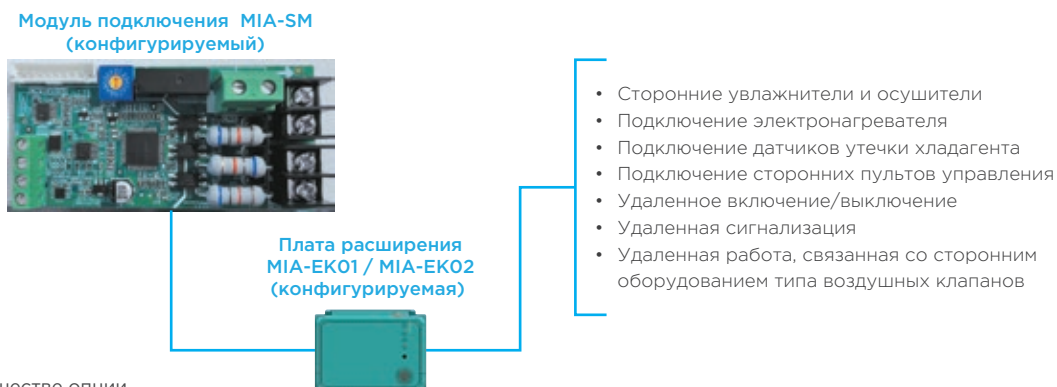 Модуль подключения MIA-SM
(конфигурируемый)
• Сторонние увлажнители и осушители
• Подключение электронагревателя
• Подключение датчиков утечки хладагента
• Подключение сторонних пультов управления
• Удаленное включение/выключение
• Удаленная сигнализация
• Удаленная работа, связанная со сторонним
оборудованием типа воздушных клапанов
Плата расширения
MIA-EK01 / MIA-EK02
(конфигурируемая)
опции